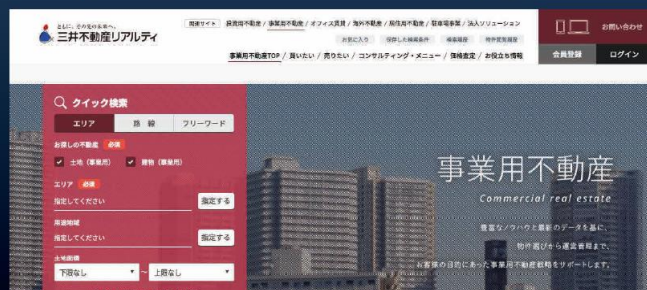 ともに、その先の未来へ。
三井不動産リアルティ
関連サイト 投資用不動産 / 事業用不動産 / オフィス賃貸 / 海外不動産 / 居住用不動産 / 駐車場事業 / 法人ソリューション
お気に入り 保存した検索条件 検索履歴 物件閲覧履歴
事業用不動産TOP / 買いたい / 売りたい / コンサルティング・メニュー / 価格査定 / お役立ち情報
お問い合わせ
会員登録 ログイン
クイック検索
エリア 路 線 フリーワード
お探しの不動産 必須
土地（事業用） 建物（事業用）
エリア 必須
指定してください 指定する
用途地域
指定してください 指定する
土地面積
下限なし ～ 上限なし
事業用不動産
Commercial real estate
豊富なノウハウと最新のデータを基に、
物件選びから運営管理まで、
お客様の目的にあった事業用不動産戦略をサポートします。